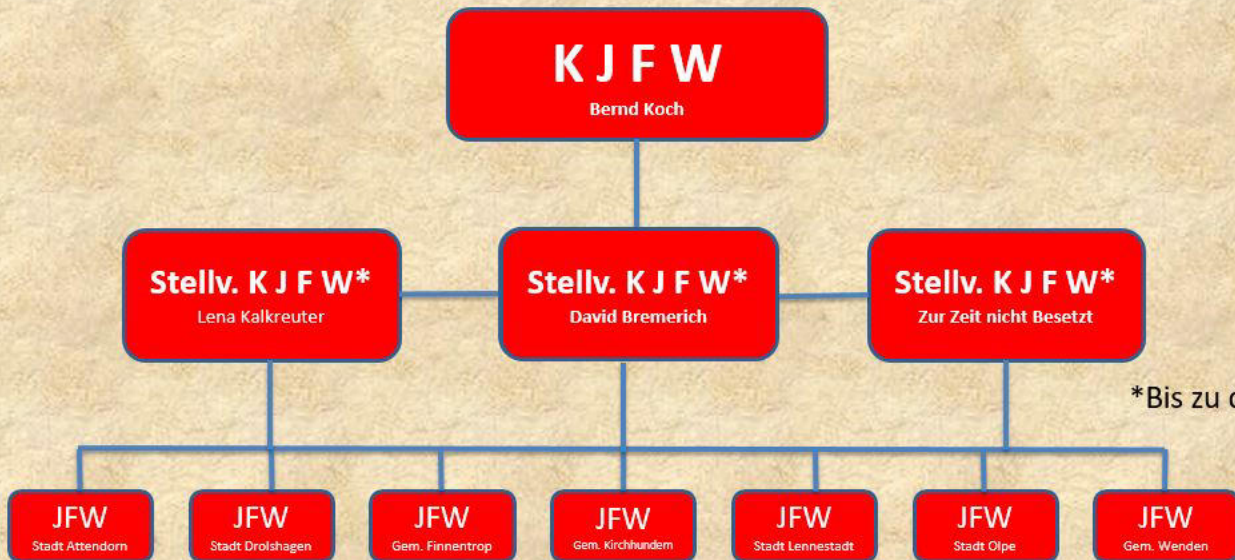 K J F W
Bernd Koch
Stellv. K J F W*
Lena Kalkreuter
Stellv. K J F W*
David Bremerich
Stellv. K J F W*
Zur Zeit nicht Besetzt
*Bis zu
JFW
Stadt Attendorn
JFW
Stadt Drolshagen
JFW
Gem. Finnentrop
JFW
Gem. Kirchhundem
JFW
Stadt Lennestadt
JFW
Stadt Olpe
JFW
Gem. Wenden